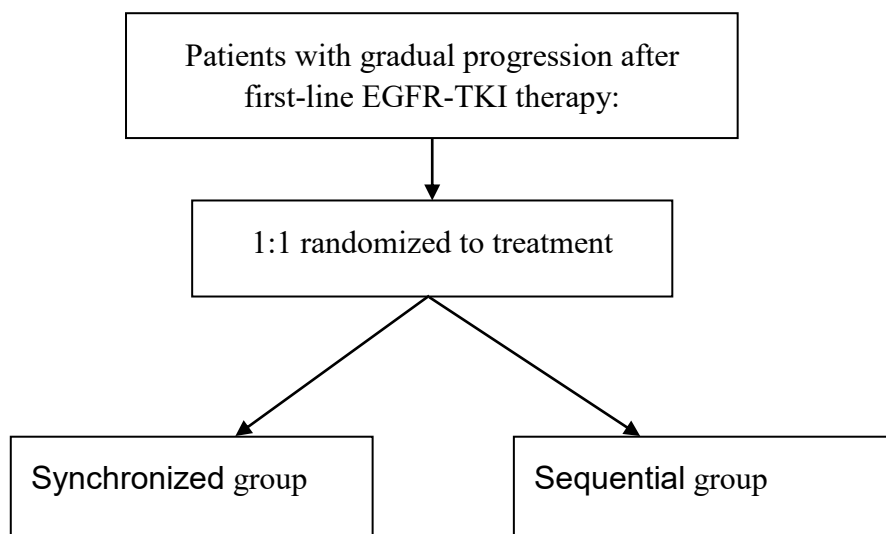 Patients with gradual progression after
first-line EGFR-TKI therapy:
1:1 randomized to treatment
Synchronized group
Sequential group